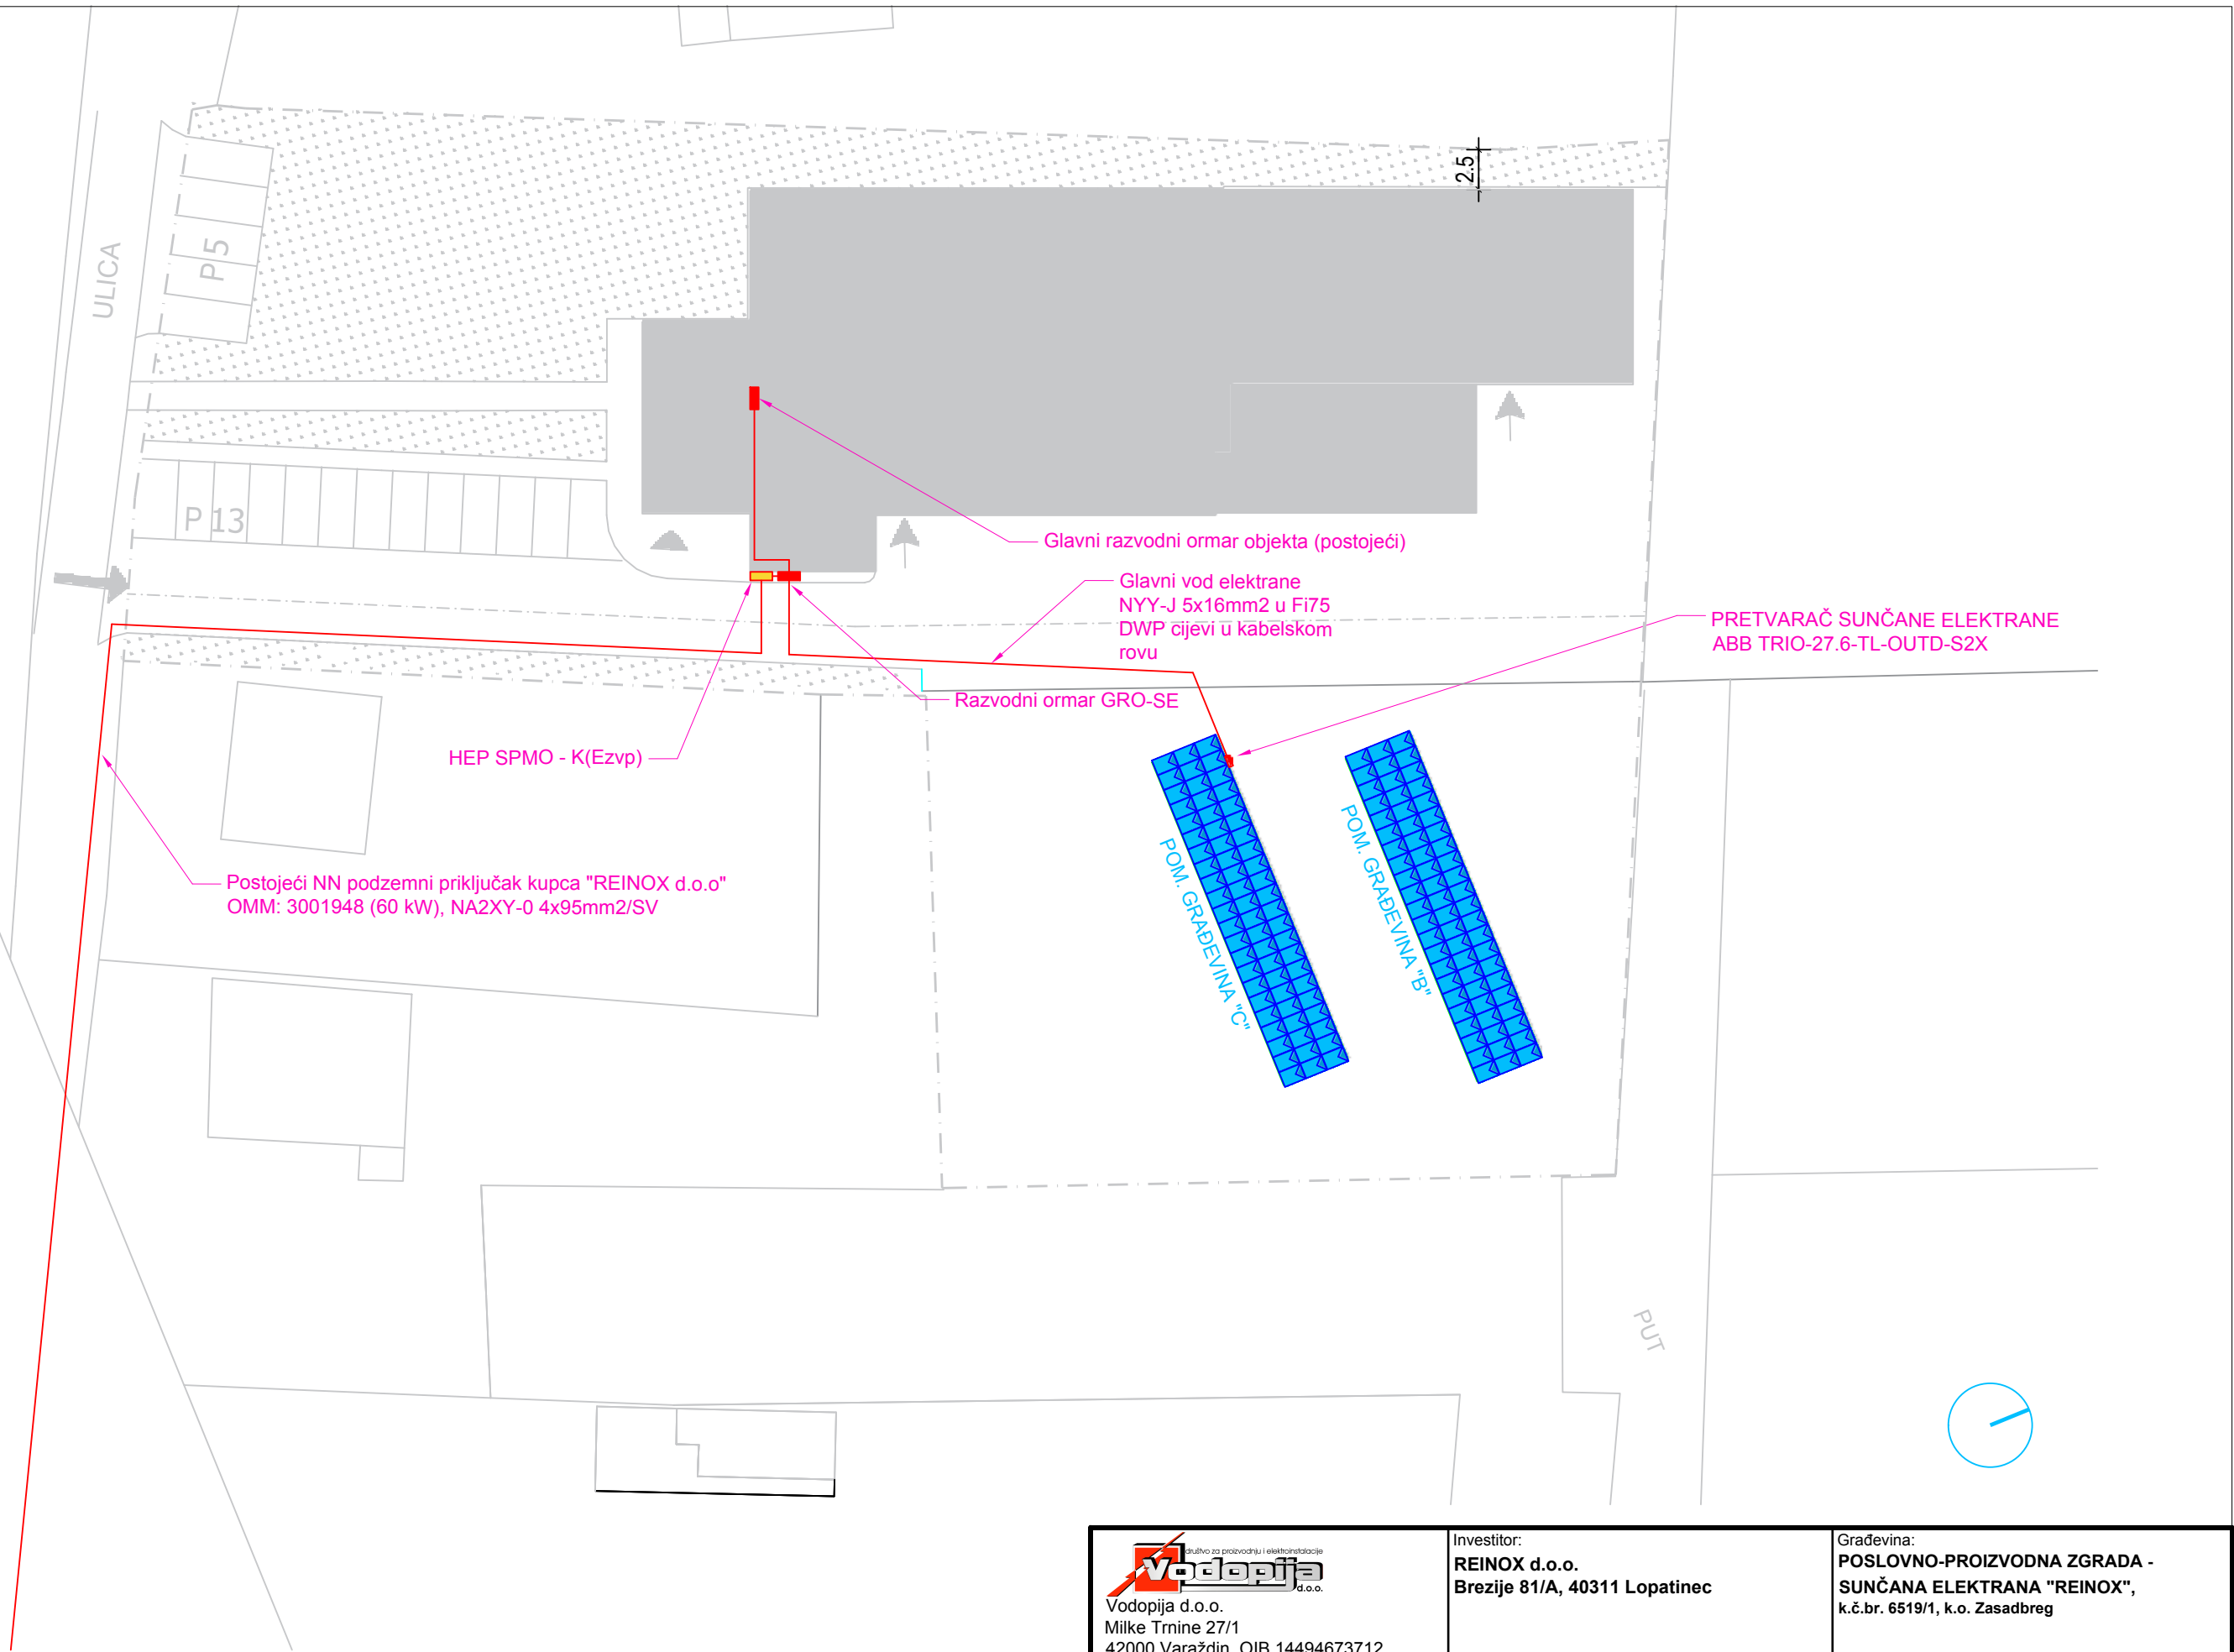 2.5
ULICA
P 5
P 13
Glavni razvodni ormar objekta (postojeći)
Glavni vod elektrane
NYY-J 5x16mm2 u Fi75
DWP cijevi u kabelskom
rovu
PRETVARAČ SUNČANE ELEKTRANE
ABB TRIO-27.6-TL-OUTD-S2X
Razvodni ormar GRO-SE
HEP SPMO - K(Ezvp)
Postojeći NN podzemni priključak kupca "REINOX d.o.o"
OMM: 3001948 (60 kW), NA2XY-0 4x95mm2/SV
POM. GRAĐEVINA "C"
POM. GRAĐEVINA "B"
PUT
društvo za proizvodnju i elektroinstalacije
Vodopija
d.o.o.
Vodopija d.o.o.
Milke Trnine 27/1
42000 Varaždin, OIB 14494673712
Investitor:
REINOX d.o.o.
Brezije 81/A, 40311 Lopatinec
Građevina:
POSLOVNO-PROIZVODNA ZGRADA -
SUNČANA ELEKTRANA "REINOX",
k.č.br. 6519/1, k.o. Zasadbreg